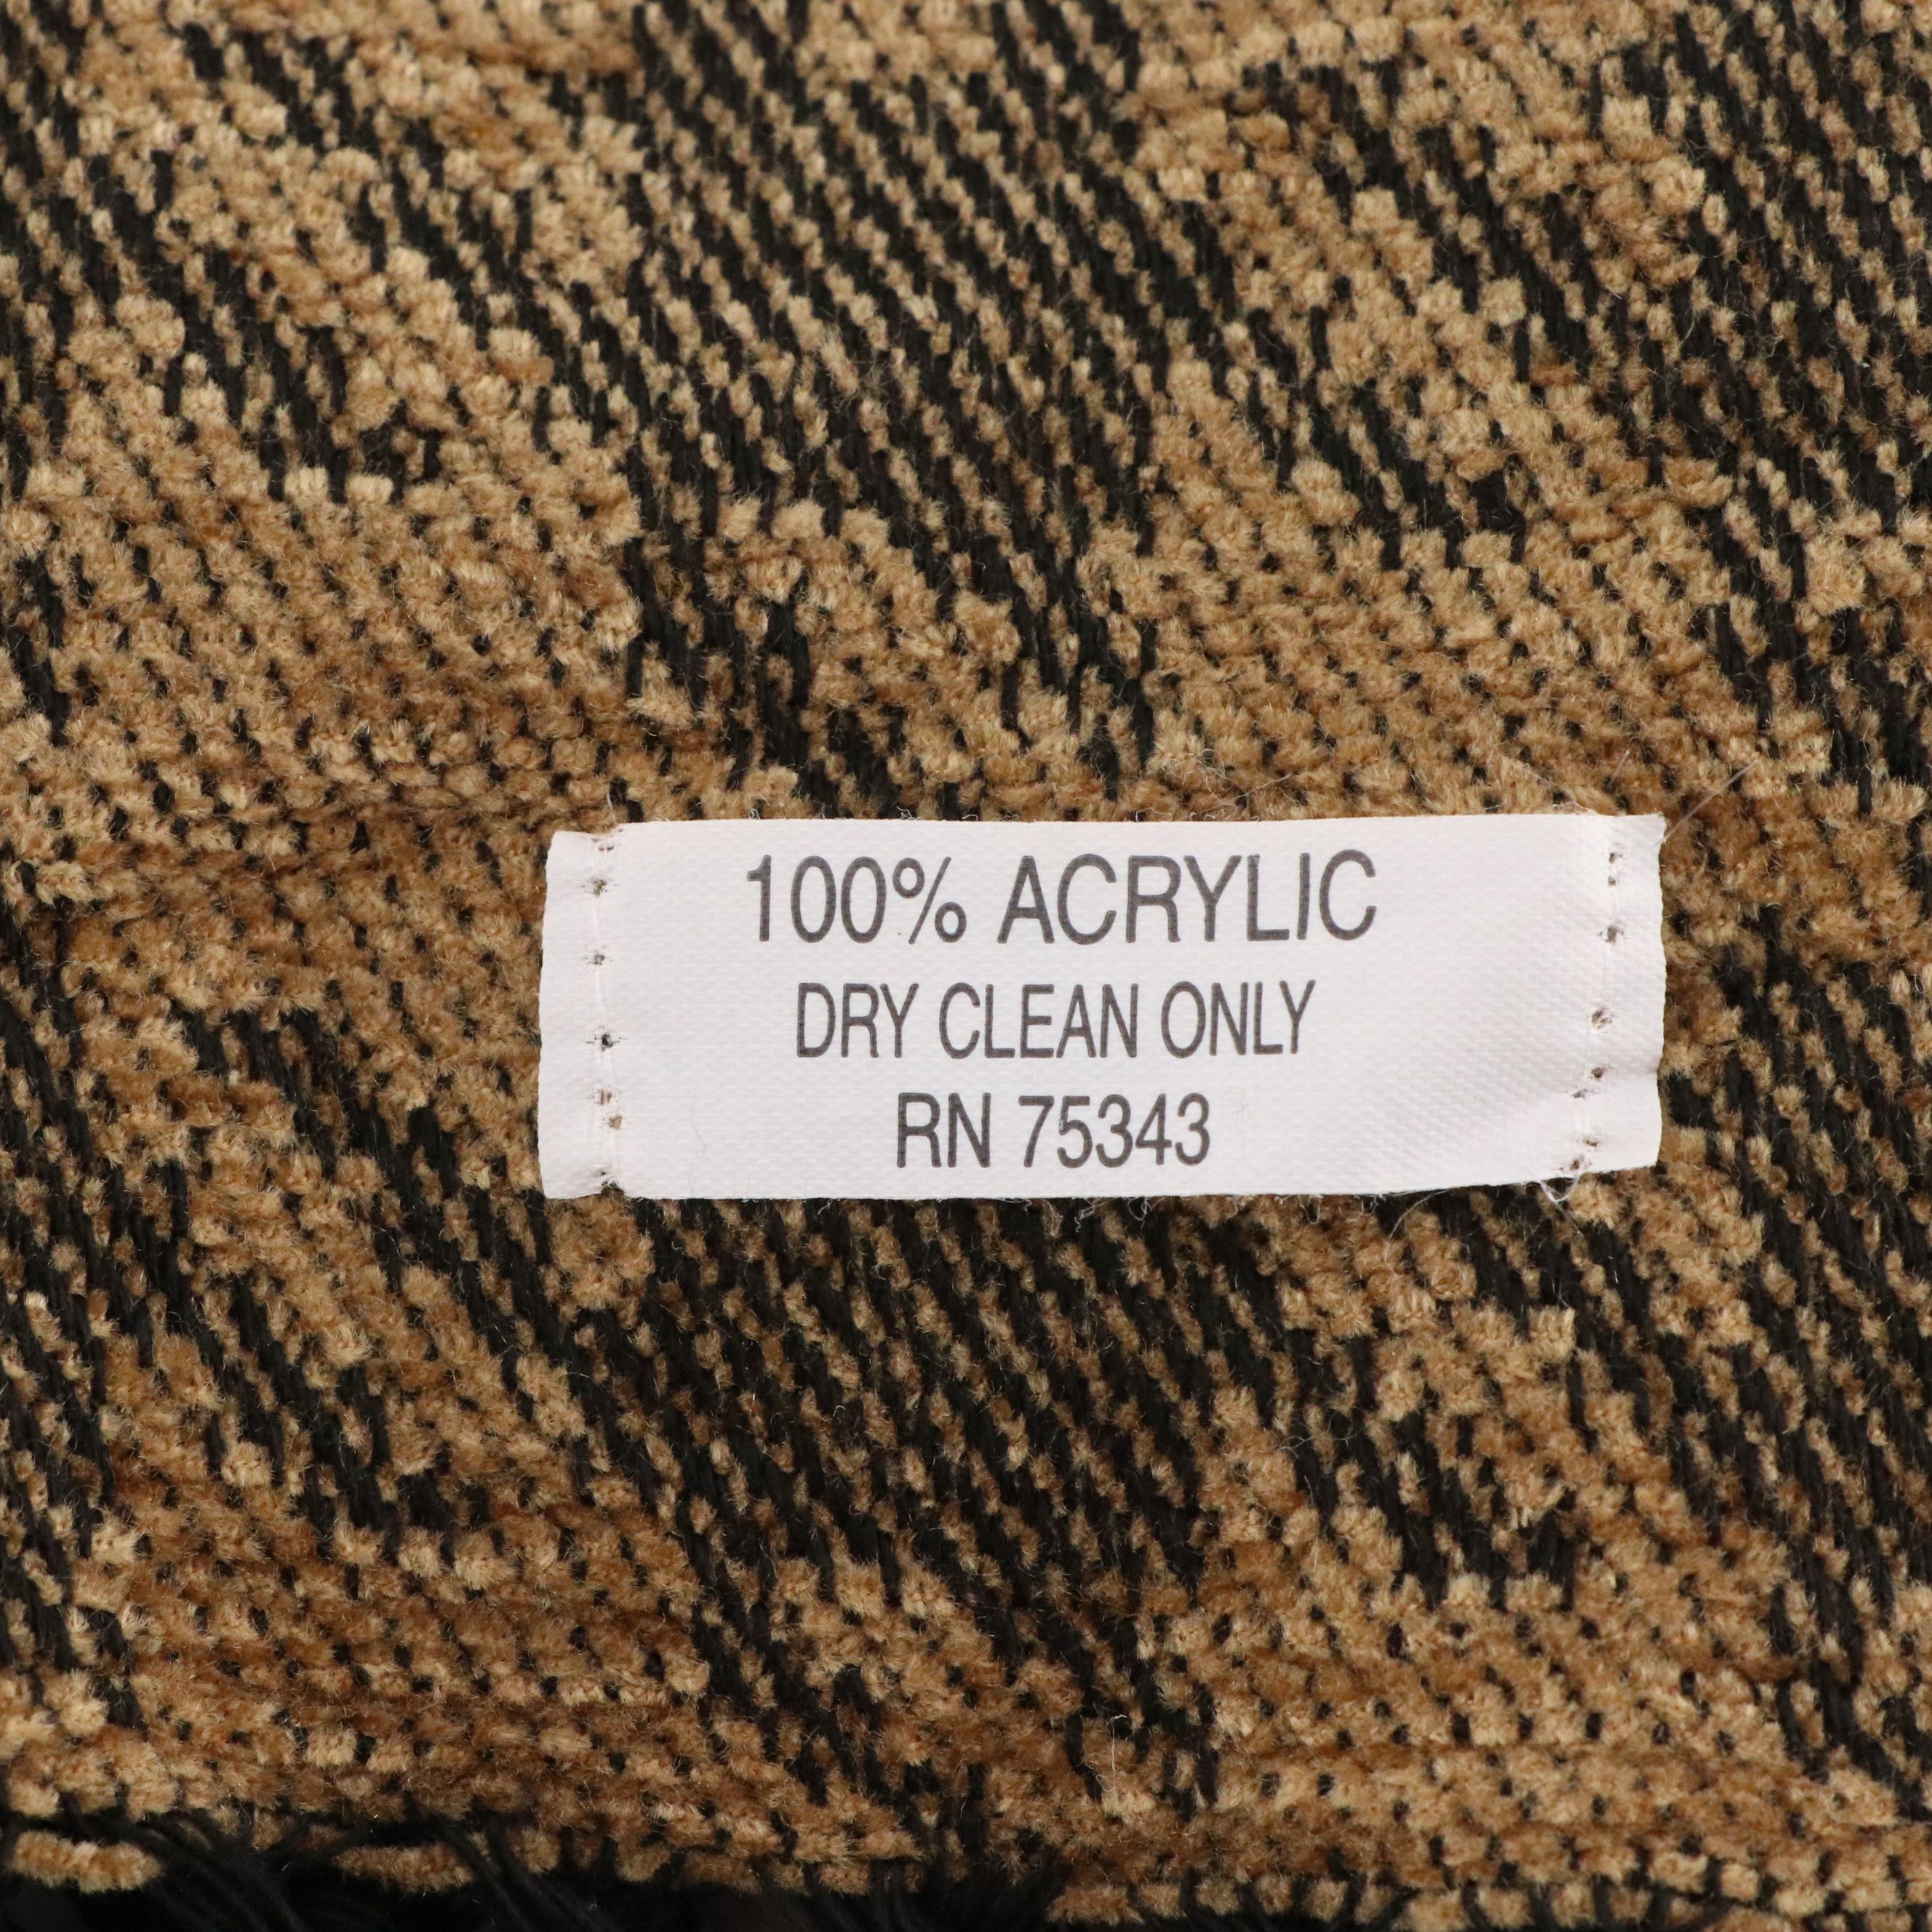 100% ACRYLIC
DRY CLEAN ONLY
RN 75343